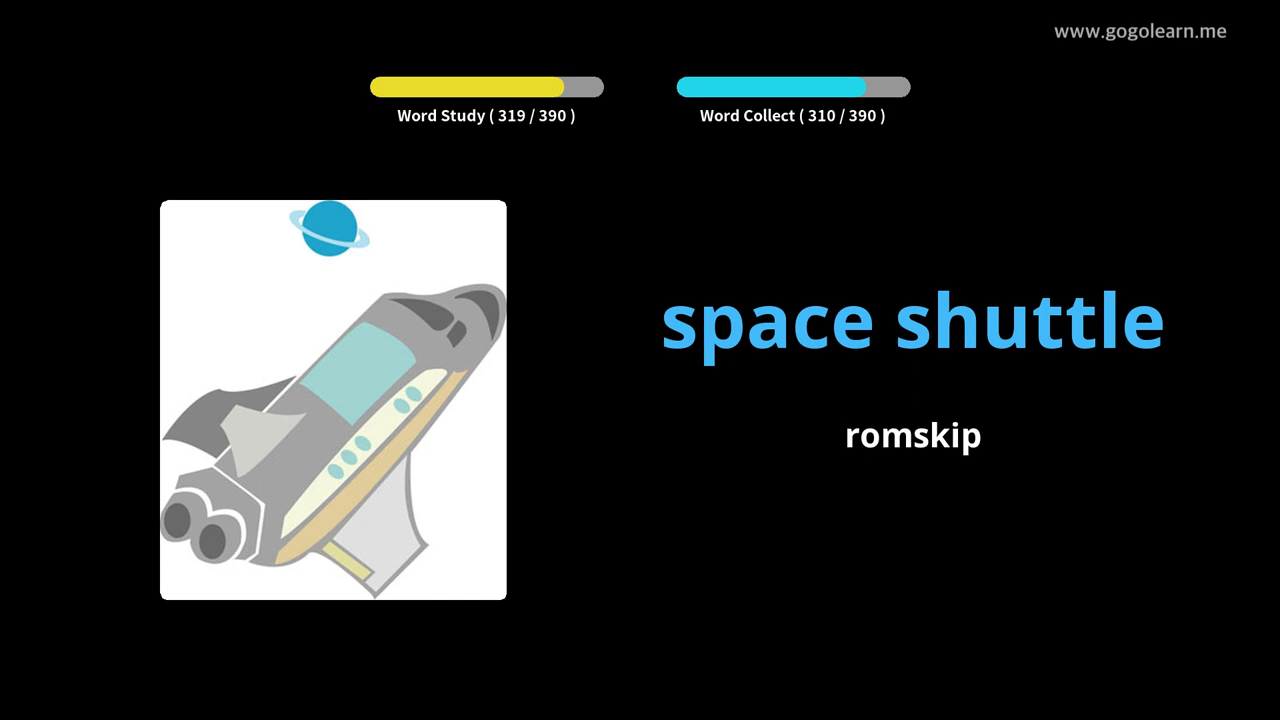 www.gogolearn.me
Word Study ( 319 / 390 )
Word Collect ( 310 / 390 )
space shuttle
romskip